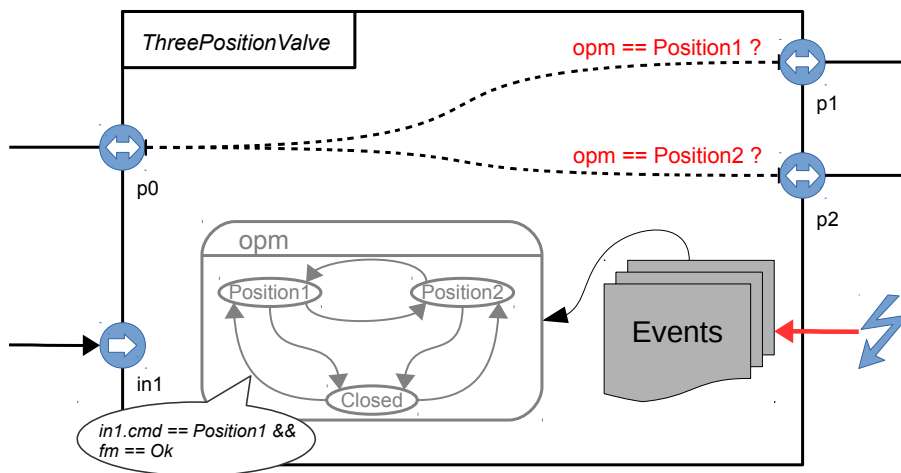 ThreePositionValve
opm == Position1 ?
p1
opm == Position2 ?
p0
p2
opm
Position1
Position2
Events
in1
Closed
in1.cmd == Position1 &&
fm == Ok